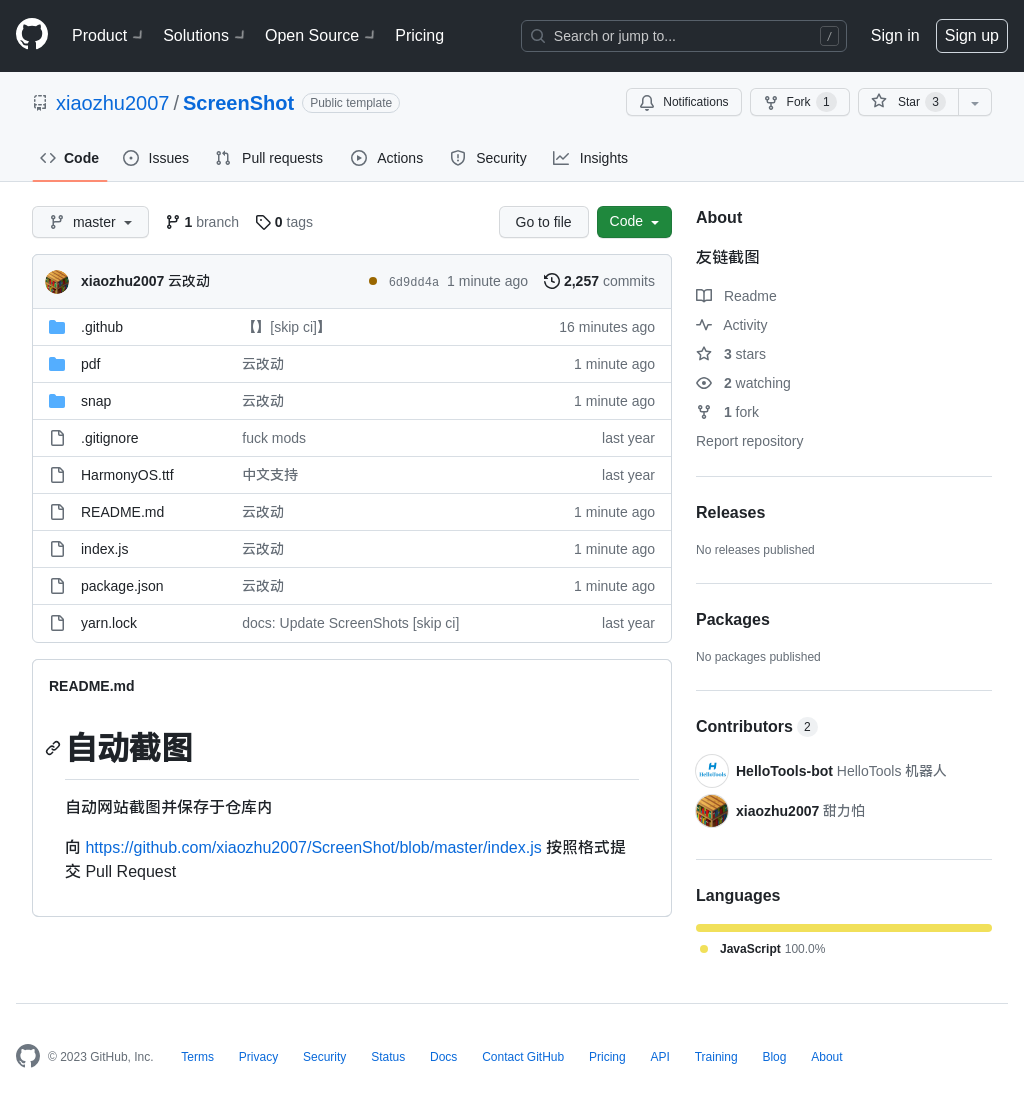 Product Solutions Open Source Pricing Search or jump to... / Sign in Sign up
xiaozhu2007 / ScreenShot Public template Notifications Fork 1 Star 3
Code Issues Pull requests Actions Security Insights
master 1 branch 0 tags Go to file Code
xiaozhu2007 云改动 6d9dd4a 1 minute ago 2,257 commits
.github 【】[skip ci]】 16 minutes ago
pdf 云改动 1 minute ago
snap 云改动 1 minute ago
.gitignore fuck mods last year
HarmonyOS.ttf 中文支持 last year
README.md 云改动 1 minute ago
index.js 云改动 1 minute ago
package.json 云改动 1 minute ago
yarn.lock docs: Update ScreenShots [skip ci] last year
README.md
自动截图
自动网站截图并保存于仓库内
向 https://github.com/xiaozhu2007/ScreenShot/blob/master/index.js 按照格式提
交 Pull Request
About
友链截图
Readme
Activity
3 stars
2 watching
1 fork
Report repository
Releases
No releases published
Packages
No packages published
Contributors 2
HelloTools
HelloTools-bot HelloTools 机器人
xiaozhu2007 甜力怕
Languages
JavaScript 100.0%
© 2023 GitHub, Inc. Terms Privacy Security Status Docs Contact GitHub Pricing API Training Blog About